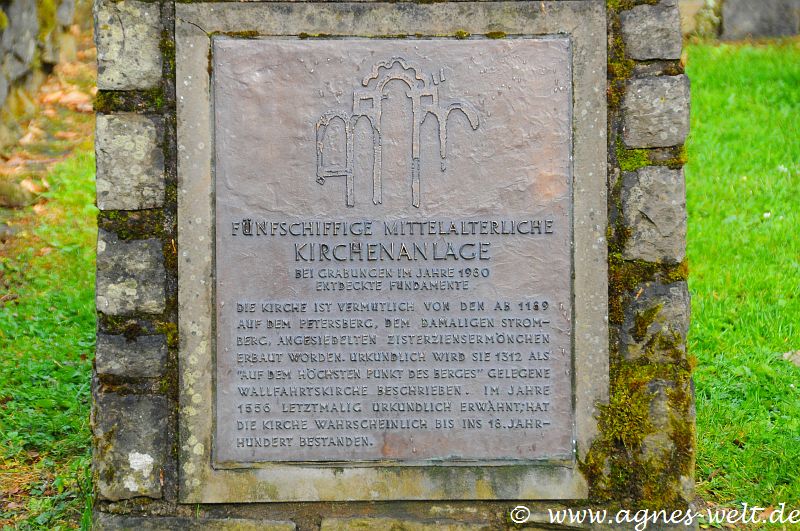 FÜNFSCHIFFIGE MITTELALTERLICHE
KIRCHENANLAGE
BEI GRABUNGEN IM JAHRE 1980
ENTDECKTE FUNDAMENTE
DIE KIRCHE IST VERMUTLICH VON DEN AB 1189
AUF DEM PETERSBERG, DEM DAMALIGEN STROM-
BERG, ANGESIEDELTEN ZISTERZIENSERMÖNCHEN
ERBAUT WORDEN. URKUNDLICH WIRD SIE 1312 ALS
"AUF DEM HÖCHSTEN PUNKT DES BERGES" GELEGENE
WALLFAHRTSKIRCHE BESCHRIEBEN. IM JAHRE
1556 LETZTMALIG URKUNDLICH ERWÄHNT, HAT
DIE KIRCHE WAHRSCHEINLICH BIS INS 18. JAHR-
HUNDERT BESTANDEN.
© www.agnes-welt.de